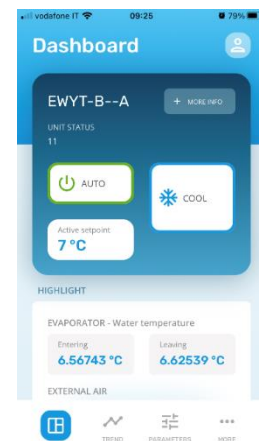 vodafone IT 09:25 79%
Dashboard
EWYT-B--A
+ MORE INFO
UNIT STATUS
11
AUTO
COOL
Active setpoint
7 °C
HIGHLIGHT
EVAPORATOR - Water temperature
Entering
6.56743 °C
Leaving
6.62539 °C
EXTERNAL AIR
TREND PARAMETERS MORE